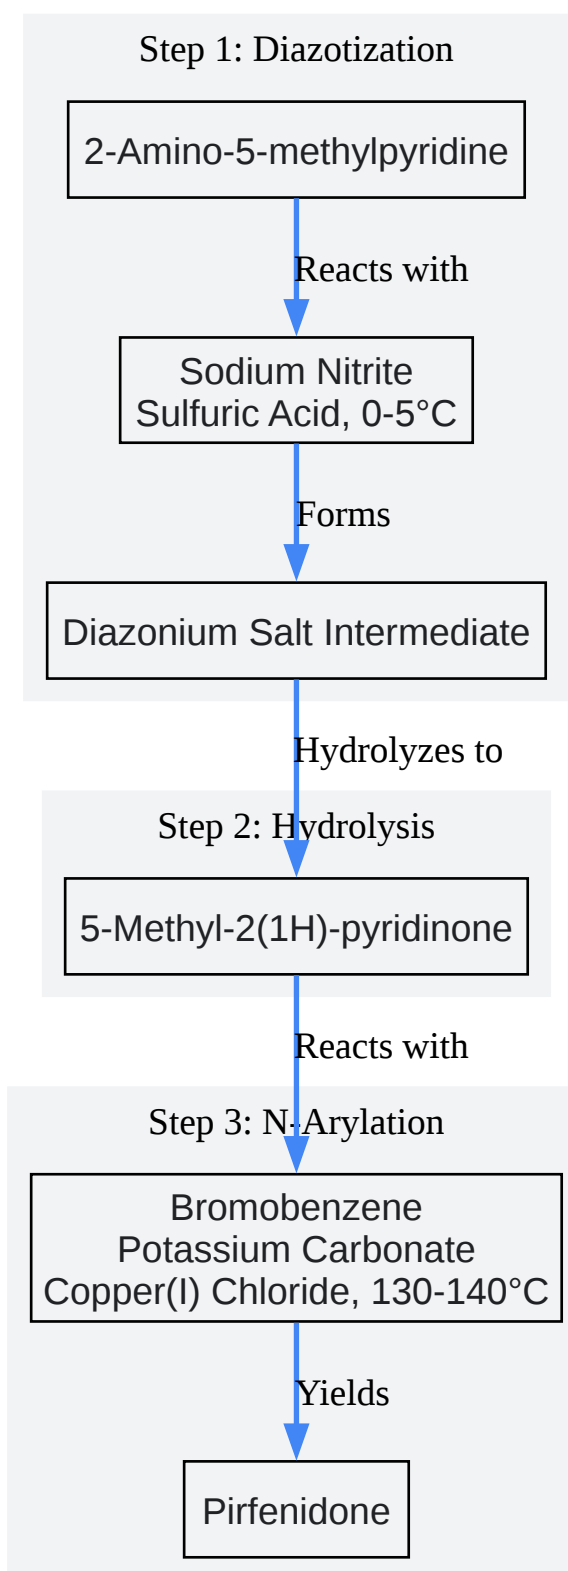 Step 1: Diazotization
2-Amino-5-methylpyridine
Reacts with
Sodium Nitrite
Sulfuric Acid, 0-5°C
Forms
Diazonium Salt Intermediate
Hydrolyzes to
Step 2: Hydrolysis
5-Methyl-2(1H)-pyridinone
Reacts with
Step 3: N-Arylation
Bromobenzene
Potassium Carbonate
Copper(I) Chloride, 130-140°C
Yields
Pirfenidone